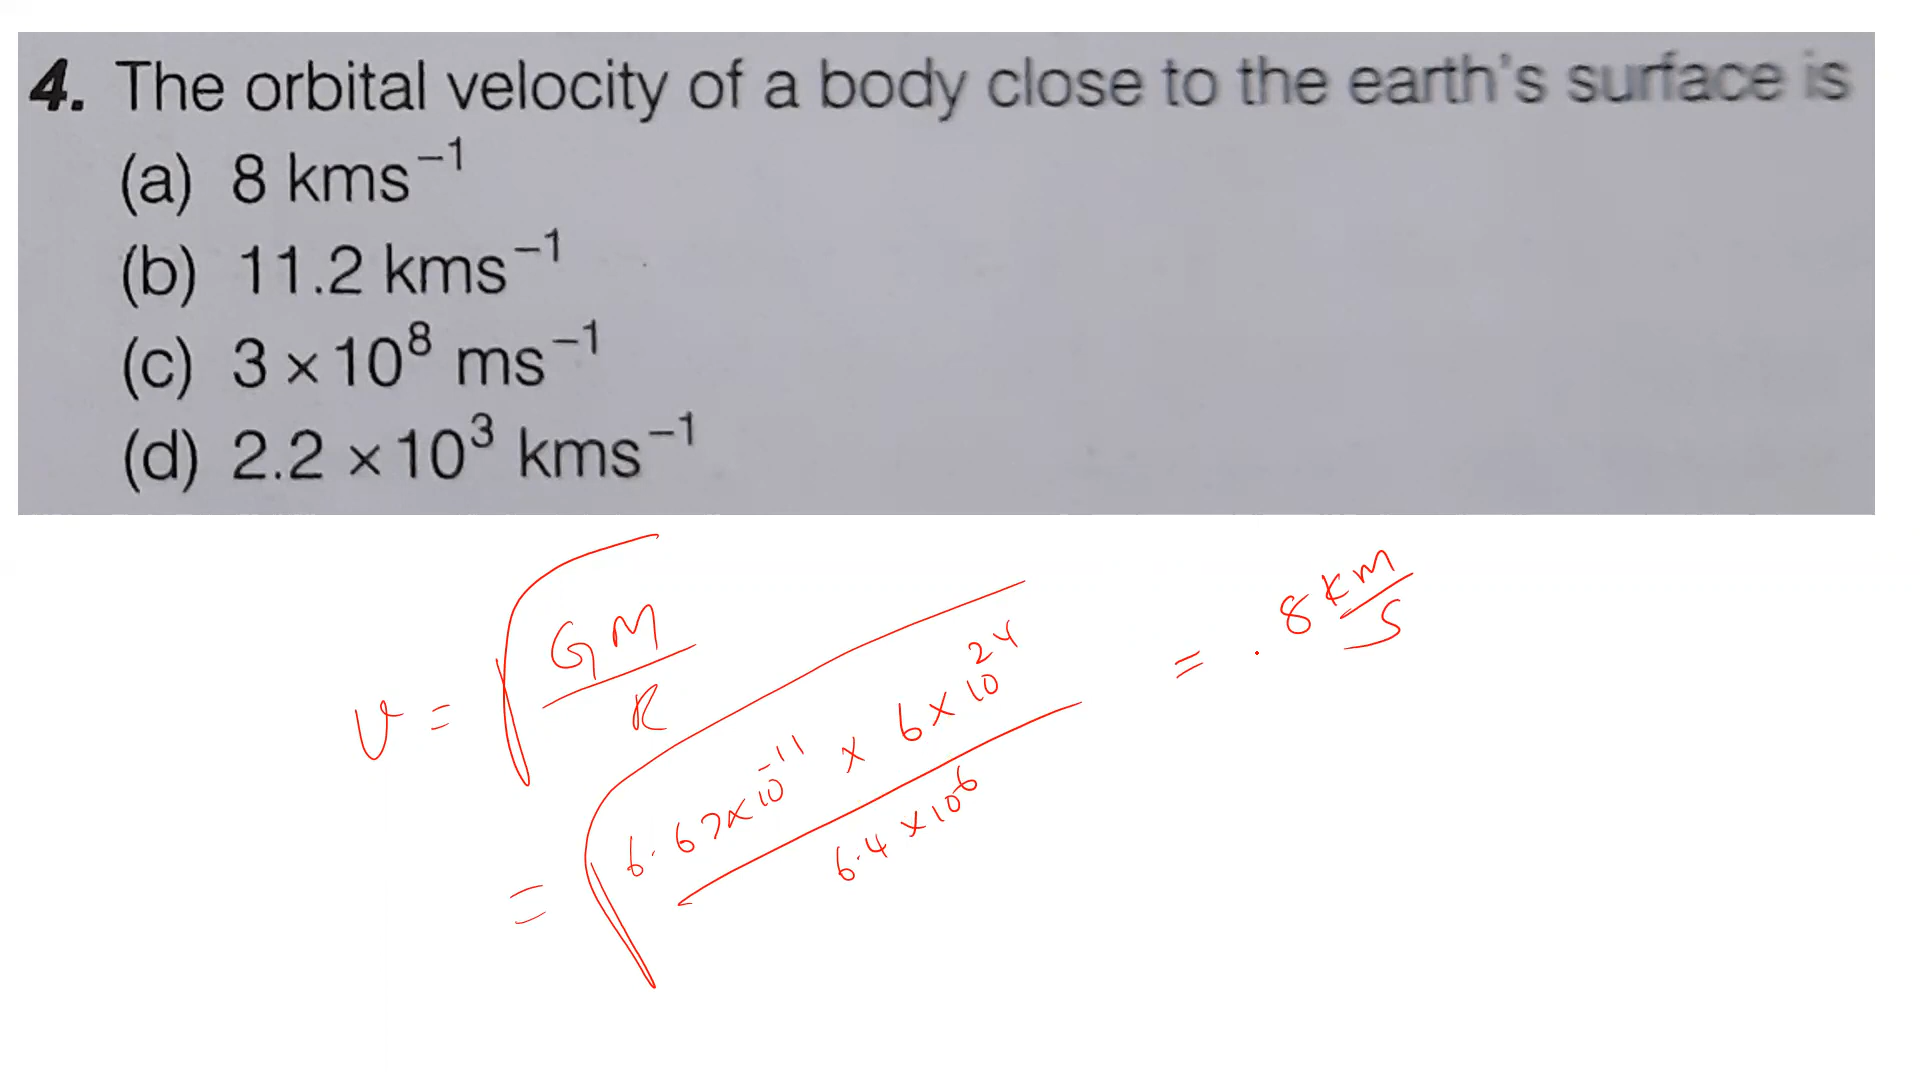 4. The orbital velocity of a body close to the earth's surface is
(a) 8 kms⁻¹
(b) 11.2 kms⁻¹
(c) 3 × 10⁸ ms⁻¹
(d) 2.2 × 10³ kms⁻¹
v = √(GM/R)
= √(6.67×10⁻¹¹ × 6×10²⁴ / 6.4×10⁶) = . 8 km/s